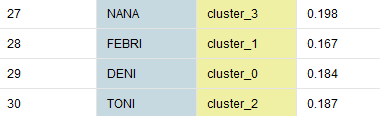 27 NANA cluster_3 0.198
28 FEBRI cluster_1 0.167
29 DENI cluster_0 0.184
30 TONI cluster_2 0.187